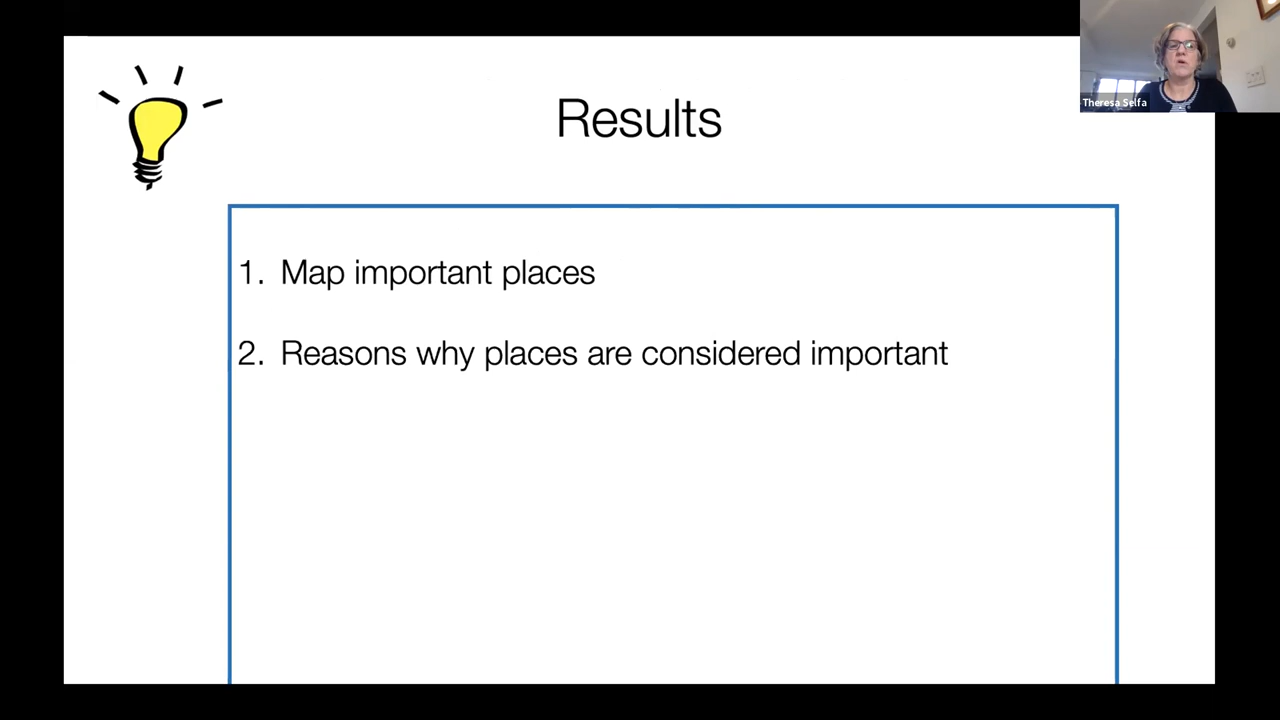 Results
Theresa Selfa
1. Map important places
2. Reasons why places are considered important